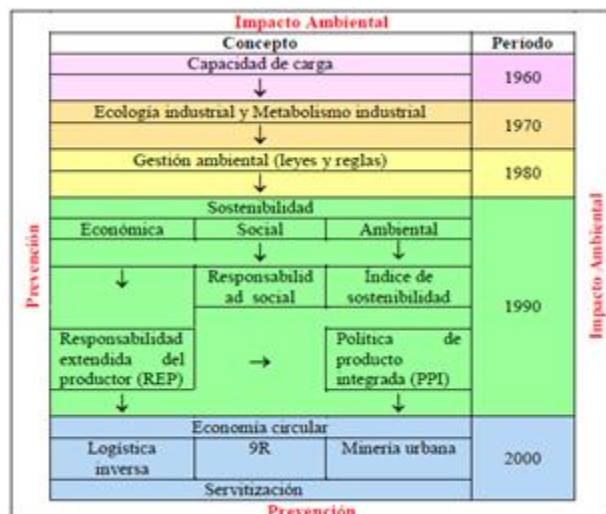 Impacto Ambiental
Concepto
Período
Capacidad de carga
↓
1960
Ecología industrial y Metabolismo industrial
↓
1970
Gestión ambiental (leyes y reglas)
↓
1980
Sostenibilidad
Económica
Social
Ambiental
↓
↓
↓
Responsabilid
ad social
Índice de
sostenibilidad
1990
Responsabilidad
extendida del
productor (REP)
→
Política de
producto
integrada (PPI)
↓
↓
Economía circular
Logística
inversa
9R
Minería urbana
2000
Servitización
Prevención
Prevención
Impacto Ambiental